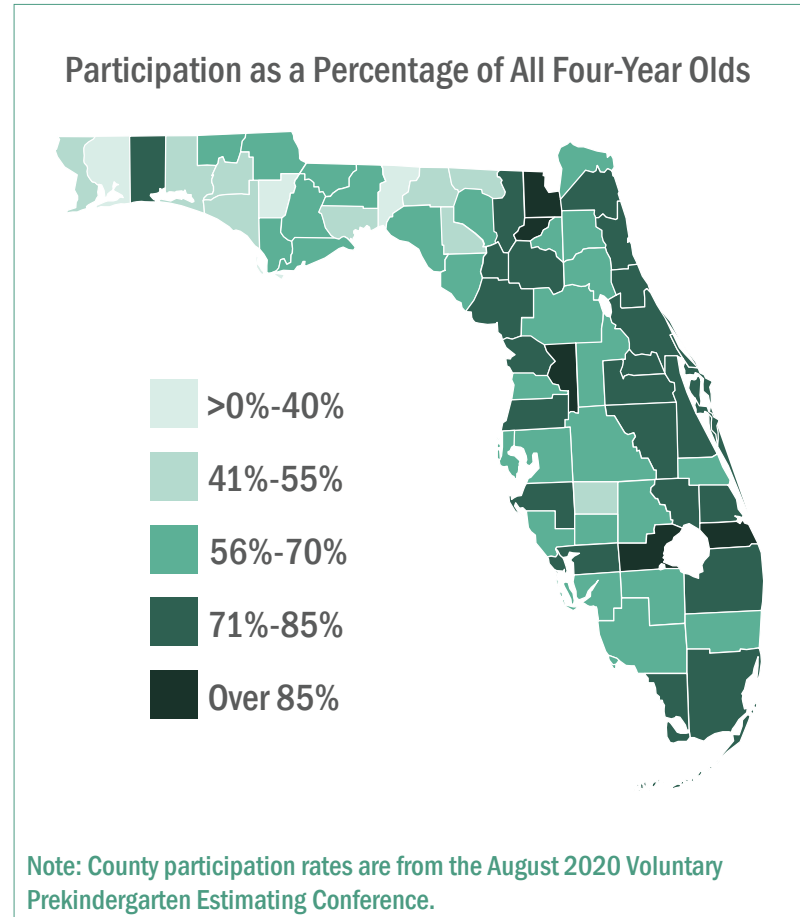 Participation as a Percentage of All Four-Year Olds
>0%-40%
41%-55%
56%-70%
71%-85%
Over 85%
Note: County participation rates are from the August 2020 Voluntary
Prekindergarten Estimating Conference.